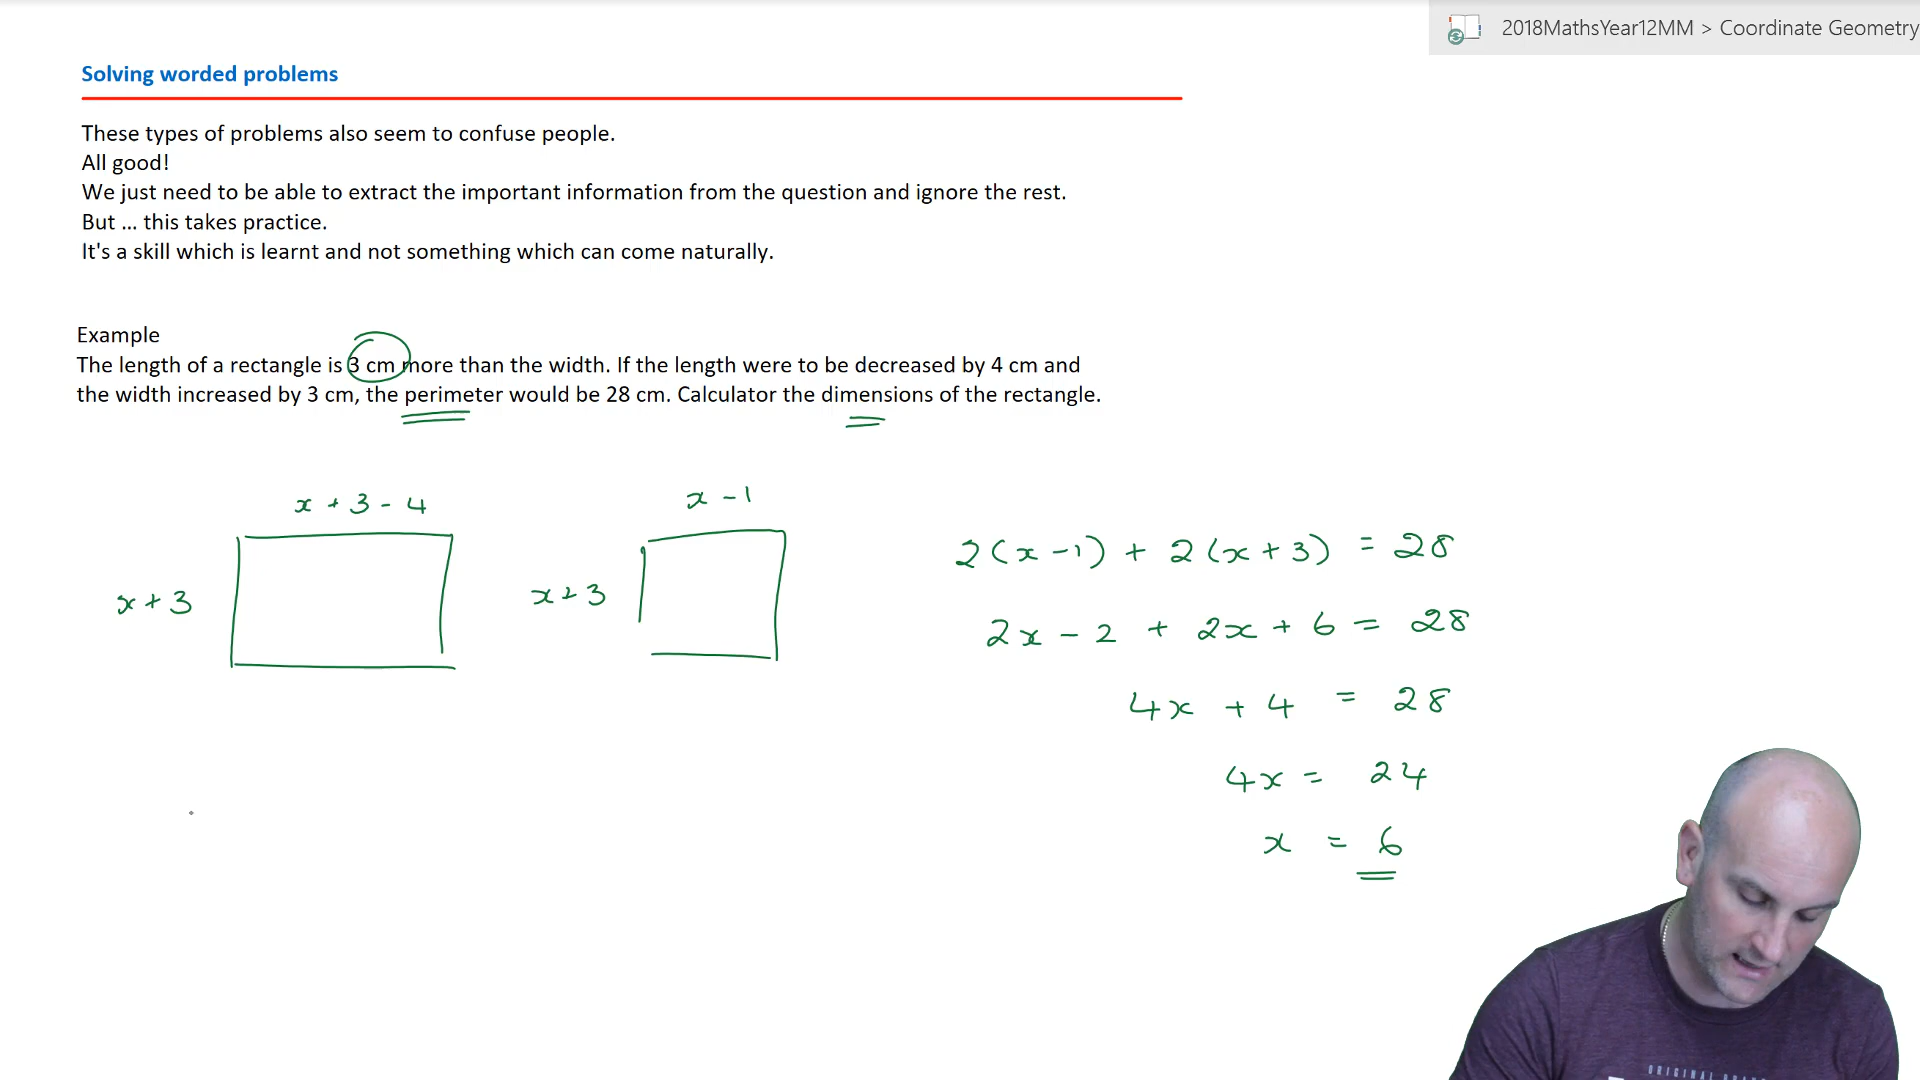 2018MathsYear12MM > Coordinate Geometry
Solving worded problems
These types of problems also seem to confuse people.
All good!
We just need to be able to extract the important information from the question and ignore the rest.
But ... this takes practice.
It's a skill which is learnt and not something which can come naturally.
Example
The length of a rectangle is 3 cm more than the width. If the length were to be decreased by 4 cm and
the width increased by 3 cm, the perimeter would be 28 cm. Calculator the dimensions of the rectangle.
x + 3 - 4
x + 3
x - 1
x + 3
2(x - 1) + 2(x + 3) = 28
2x - 2 + 2x + 6 = 28
4x + 4 = 28
4x = 24
x = 6
ORIGINAL